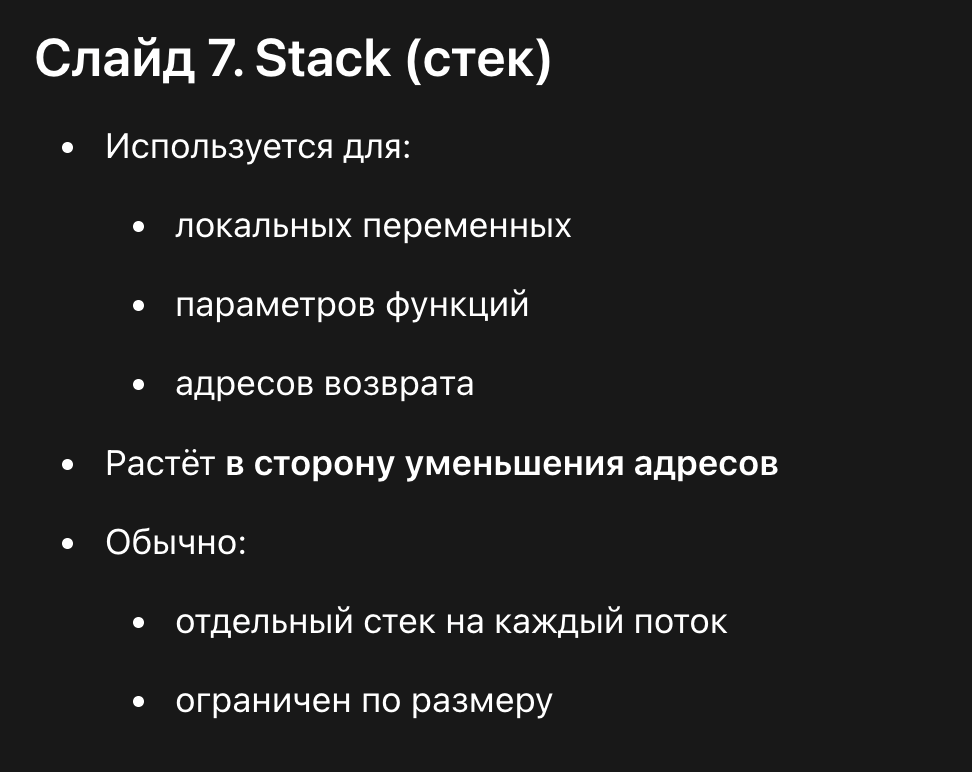 Слайд 7. Stack (стек)
• Используется для:
• локальных переменных
• параметров функций
• адресов возврата
• Растёт в сторону уменьшения адресов
• Обычно:
• отдельный стек на каждый поток
• ограничен по размеру